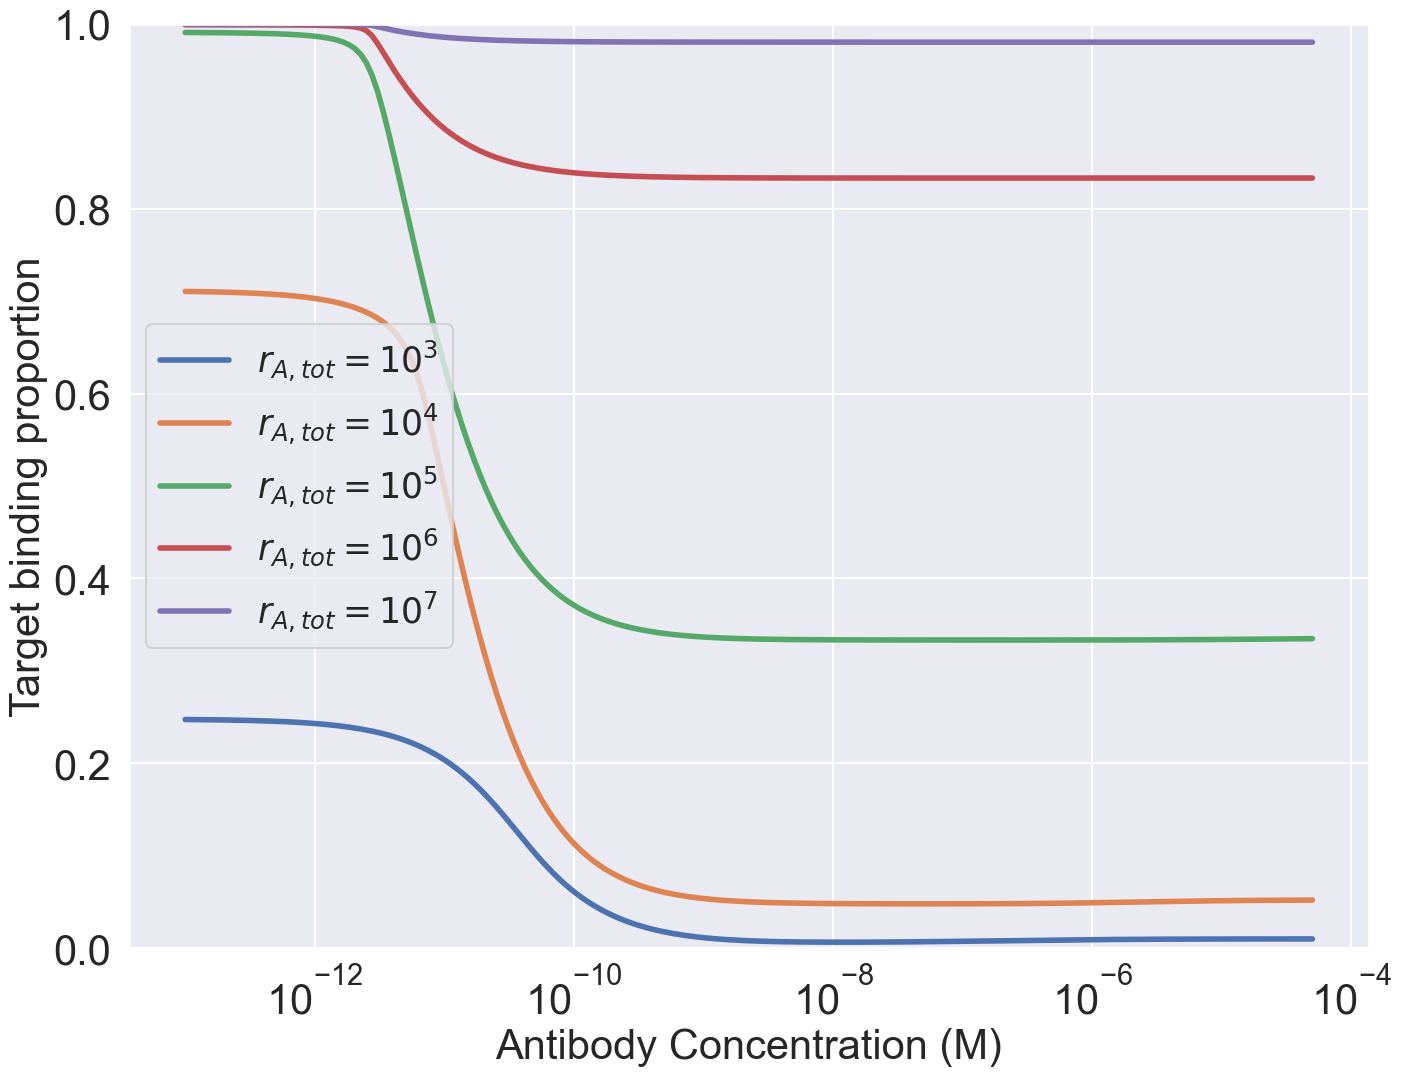 Target binding proportion
1.0
0.8
0.6
0.4
0.2
0.0
r_{A, tot} = 10^3
r_{A, tot} = 10^4
r_{A, tot} = 10^5
r_{A, tot} = 10^6
r_{A, tot} = 10^7
10^{−12} 10^{−10} 10^{−8} 10^{−6} 10^{−4}
Antibody Concentration (M)